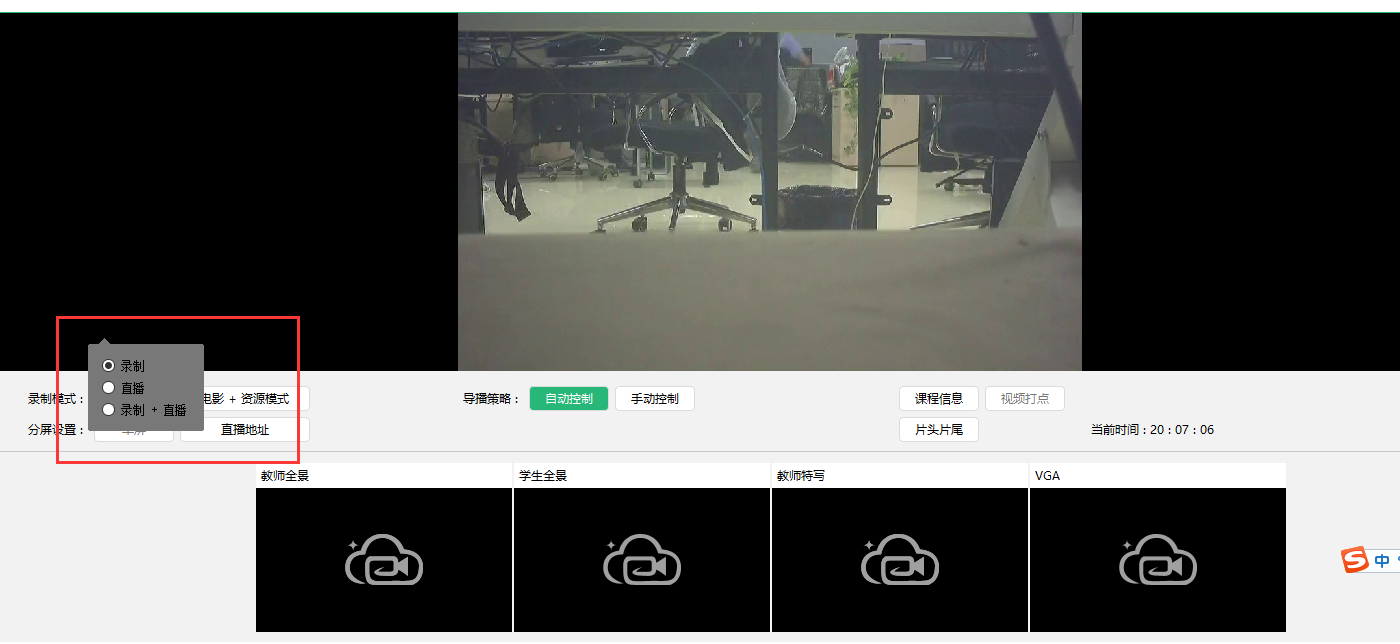 录制
直播
录制 + 直播
录制模式：
电影 + 资源模式
导播策略：
自动控制
手动控制
课程信息
视频打点
分屏设置：
直播地址
片头片尾
当前时间：20：07：06
教师全景
学生全景
教师特写
VGA
中